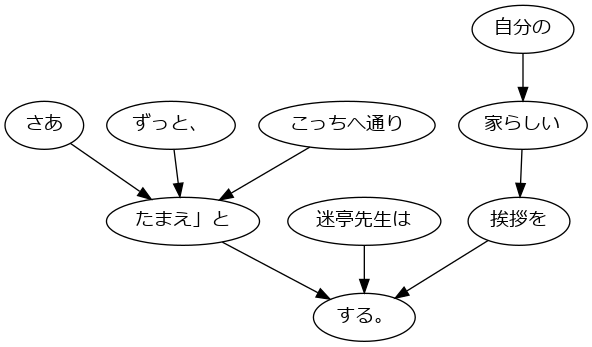 自分の
さあ
ずっと、
こっちへ通り
家らしい
たまえ」と
迷亭先生は
挨拶を
する。